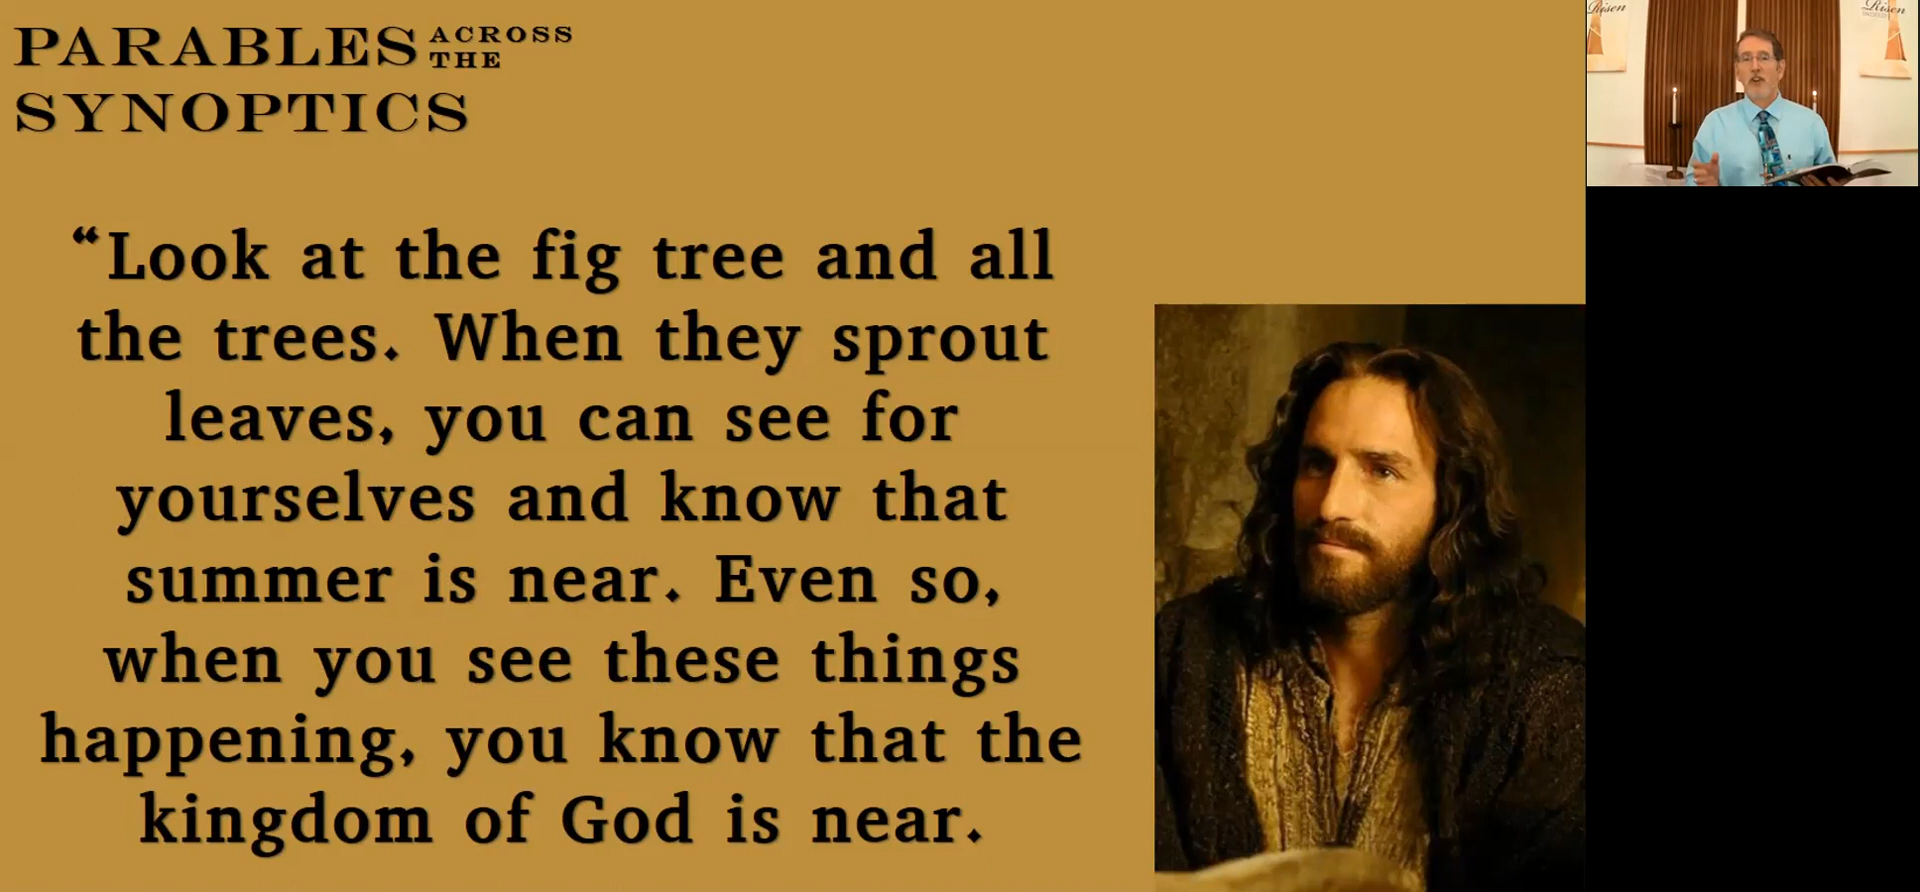 PARABLES ACROSS
THE
SYNOPTICS
“Look at the fig tree and all
the trees. When they sprout
leaves, you can see for
yourselves and know that
summer is near. Even so,
when you see these things
happening, you know that the
kingdom of God is near.
Risen
Risen